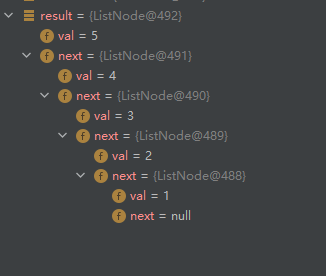 result = {ListNode@492}
val = 5
next = {ListNode@491}
val = 4
next = {ListNode@490}
val = 3
next = {ListNode@489}
val = 2
next = {ListNode@488}
val = 1
next = null